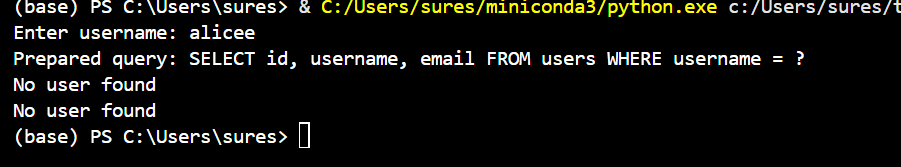 (base) PS C:\Users\sures> & C:/Users/sures/miniconda3/python.exe c:/Users/sures/t
Enter username: alicee
Prepared query: SELECT id, username, email FROM users WHERE username = ?
No user found
No user found
(base) PS C:\Users\sures>